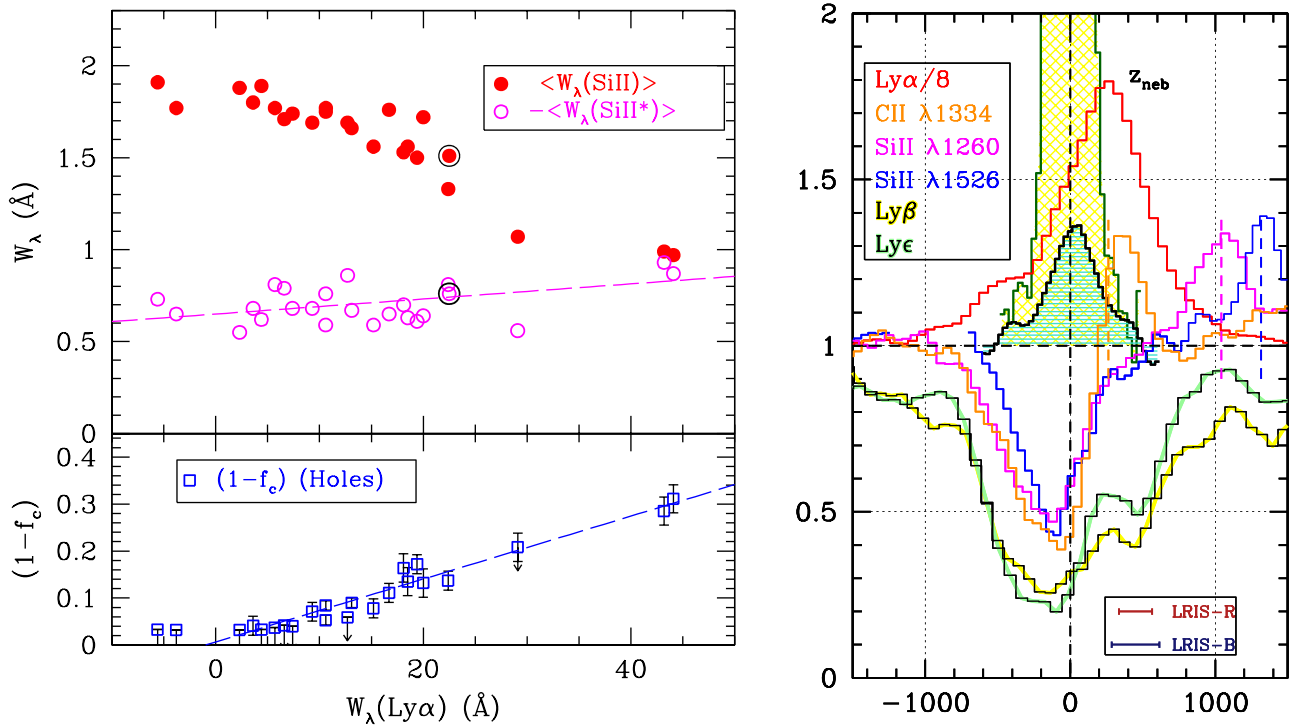 2
1.5
1
0.5
0
W_λ (Å)
<W_λ(SiII)>
−<W_λ(SiII*)>
0.4
0.3
0.2
0.1
0
(1−f_c)
(1−f_c) (Holes)
0 20 40
W_λ(Lyα) (Å)
2
1.5
1
0.5
0
Lyα/8
CII λ1334
SiII λ1260
SiII λ1526
Lyβ
Lyϵ
z_neb
LRIS−R
LRIS−B
−1000 0 1000